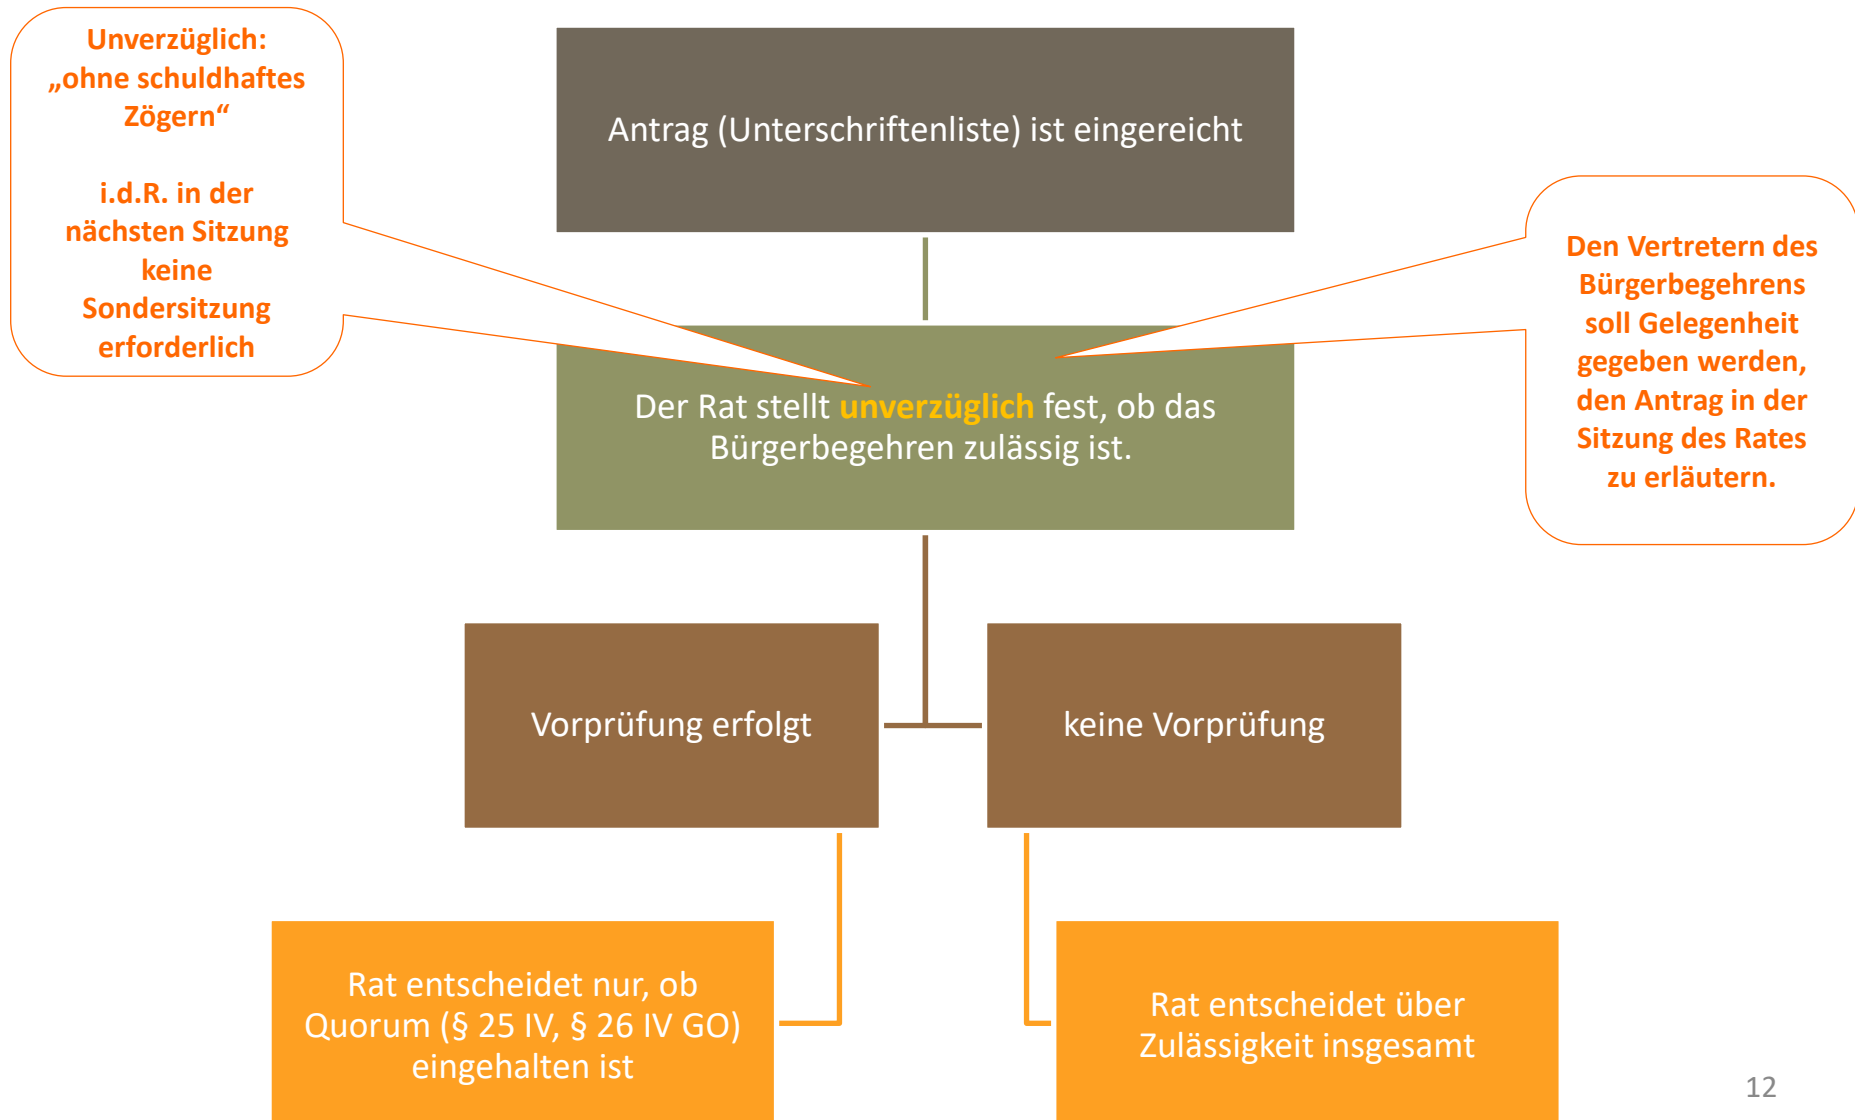 Unverzüglich:
„ohne schuldhaftes
Zögern“
i.d.R. in der
nächsten Sitzung
keine
Sondersitzung
erforderlich
Antrag (Unterschriftenliste) ist eingereicht
Den Vertretern des
Bürgerbegehrens
soll Gelegenheit
gegeben werden,
den Antrag in der
Sitzung des Rates
zu erläutern.
Der Rat stellt unverzüglich fest, ob das
Bürgerbegehren zulässig ist.
Vorprüfung erfolgt
keine Vorprüfung
Rat entscheidet nur, ob
Quorum (§ 25 IV, § 26 IV GO)
eingehalten ist
Rat entscheidet über
Zulässigkeit insgesamt
12